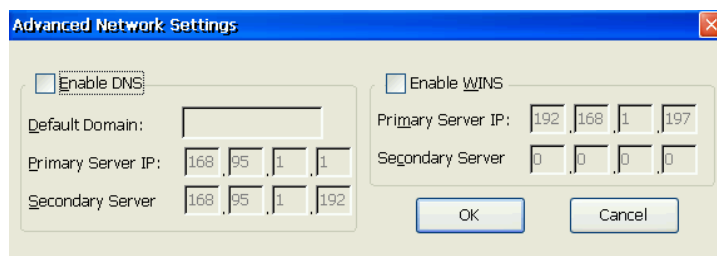 Advanced Network Settings
Enable DNS
Default Domain:
Primary Server IP: 168 . 95 . 1 . 1
Secondary Server 168 . 95 . 1 . 192
Enable WINS
Primary Server IP: 192 . 168 . 1 . 197
Secondary Server 0 . 0 . 0 . 0
OK Cancel